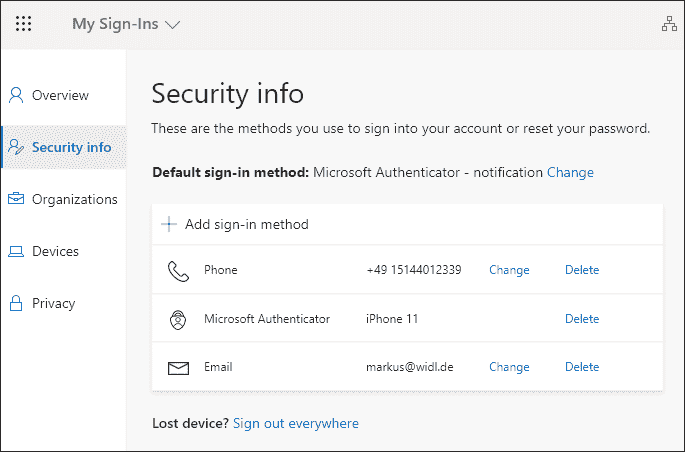 My Sign-Ins
Overview
Security info
Organizations
Devices
Privacy
Security info
These are the methods you use to sign into your account or reset your password.
Default sign-in method: Microsoft Authenticator - notification Change
Add sign-in method
Phone +49 15144012339 Change Delete
Microsoft Authenticator iPhone 11 Delete
Email markus@widl.de Change Delete
Lost device? Sign out everywhere